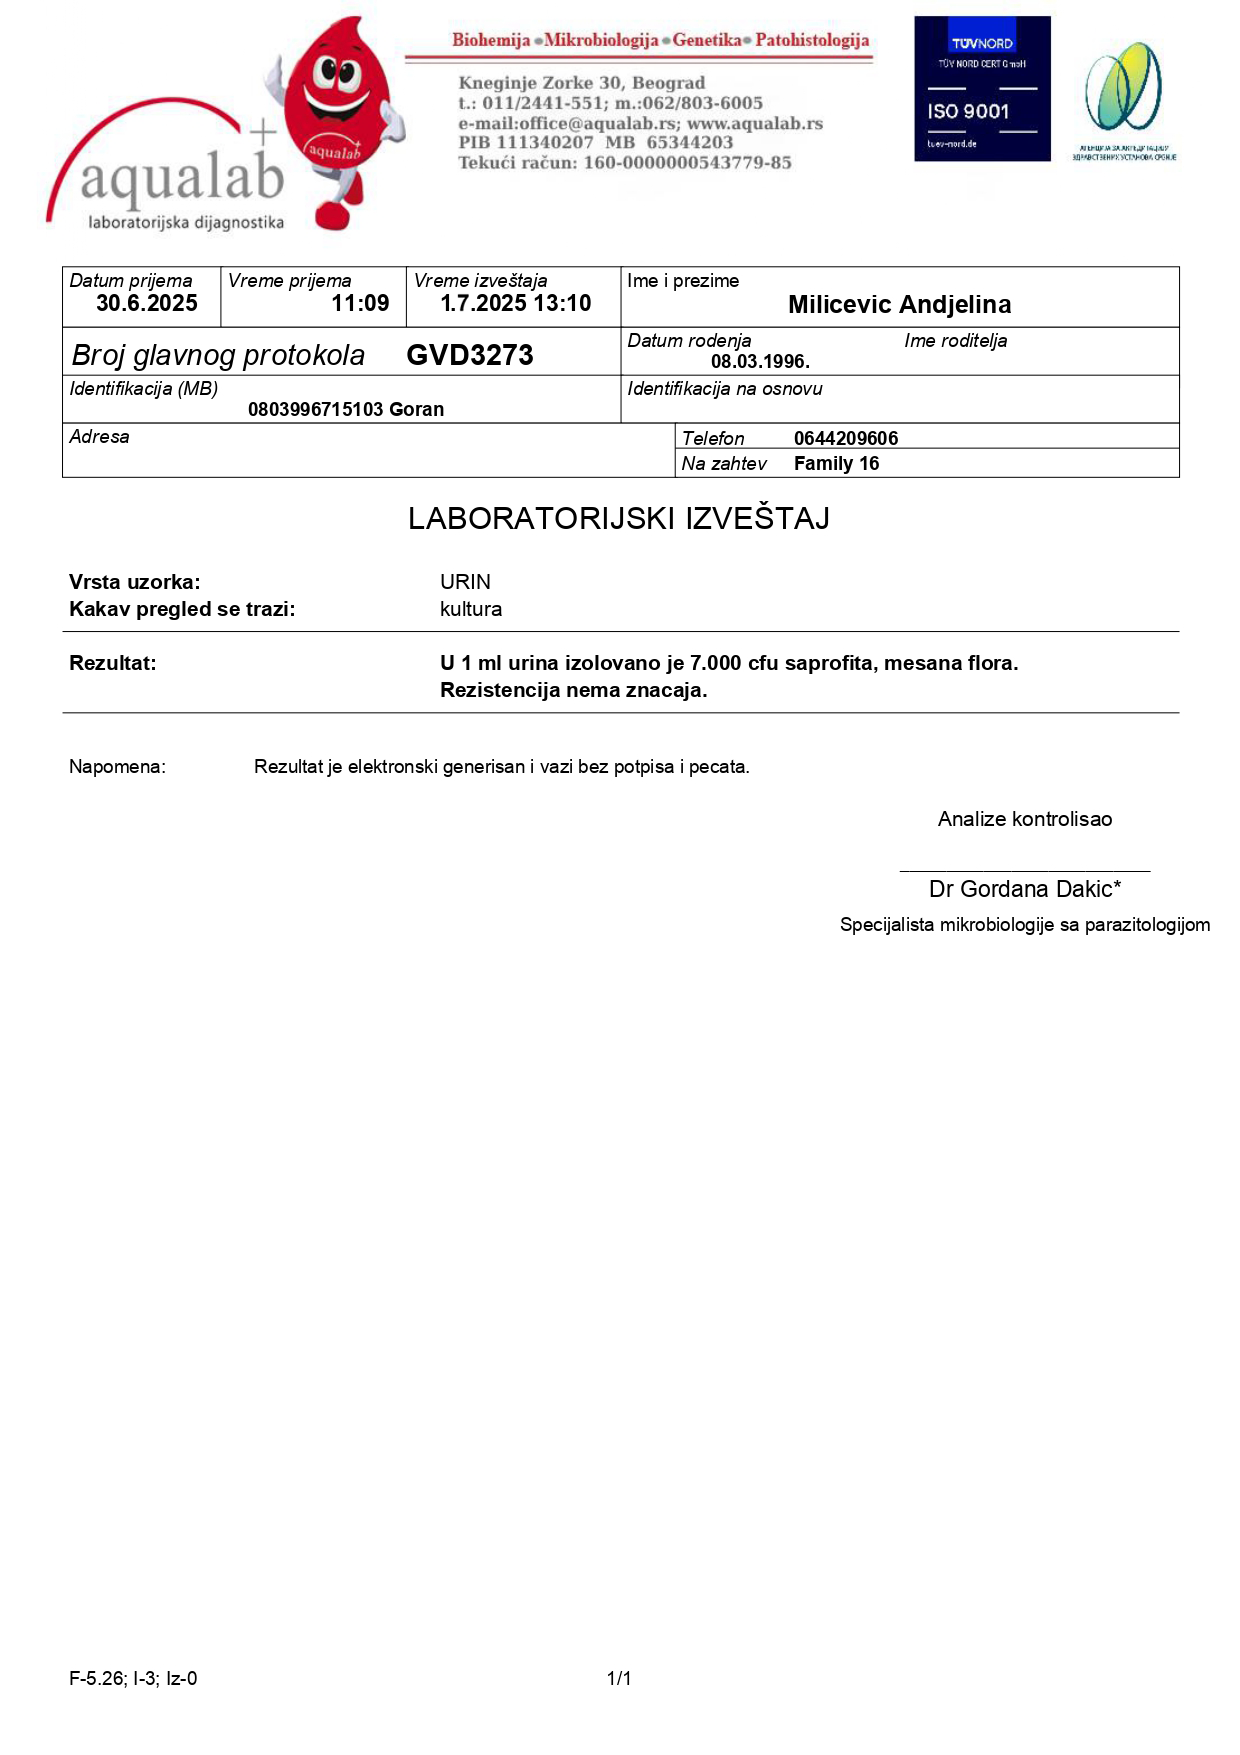 Biohemija •Mikrobiologija •Genetika• Patohistologija
Kneginje Zorke 30, Beograd
t.: 011/2441-551; m.:062/803-6005
e-mail:office@aqualab.rs; www.aqualab.rs
PIB 111340207 MB 65344203
Tekući račun: 160-0000000543779-85
aqualab
aqualab
laboratorijska dijagnostika
TÜVNORD
TÜV NORD CERT GmbH
ISO 9001
tuev-nord.de
АГЕНЦИЈА ЗА АКРЕДИТАЦИЈУ
ЗДРАВСТВЕНИХ УСТАНОВА СРБИЈЕ
Datum prijema Vreme prijema Vreme izveštaja Ime i prezime
30.6.2025 11:09 1.7.2025 13:10 Milicevic Andjelina
Broj glavnog protokola GVD3273
Datum rodenja Ime roditelja
08.03.1996.
Identifikacija (MB) Identifikacija na osnovu
0803996715103 Goran
Adresa
Telefon 0644209606
Na zahtev Family 16
LABORATORIJSKI IZVEŠTAJ
Vrsta uzorka: URIN
Kakav pregled se trazi: kultura
Rezultat: U 1 ml urina izolovano je 7.000 cfu saprofita, mesana flora.
Rezistencija nema znacaja.
Napomena: Rezultat je elektronski generisan i vazi bez potpisa i pecata.
Analize kontrolisao
Dr Gordana Dakic*
Specijalista mikrobiologije sa parazitologijom
F-5.26; I-3; Iz-0 1/1